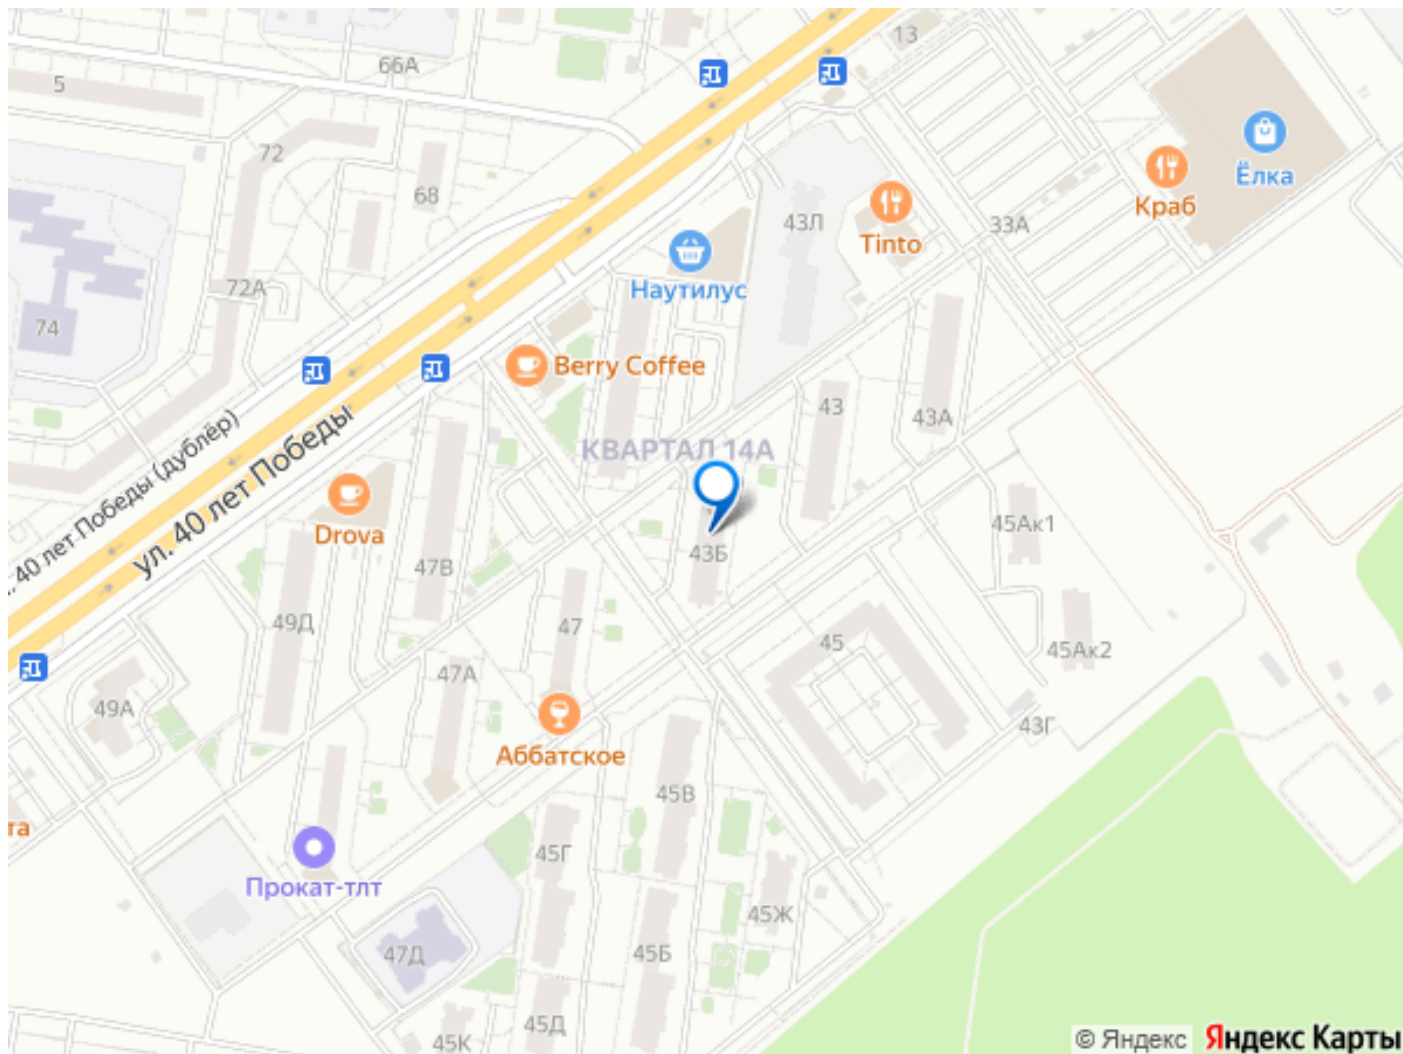 13
66А
5
72
68
Ёлка
Краб
43Л
33А
Tinto
72А
Наутилус
74
Berry Coffee
43
43А
КВАРТАЛ 14А
. 40 лет Победы (дублёр)
ул. 40 лет Победы
Drova
45Ак1
43Б
47В
49Д
47
45
45Ак2
47А
49А
43Г
Аббатское
45В
та
45Г
Прокат-тлт
45Ж
47Д
45Б
45Д
45К
© Яндекс
Яндекс Карты